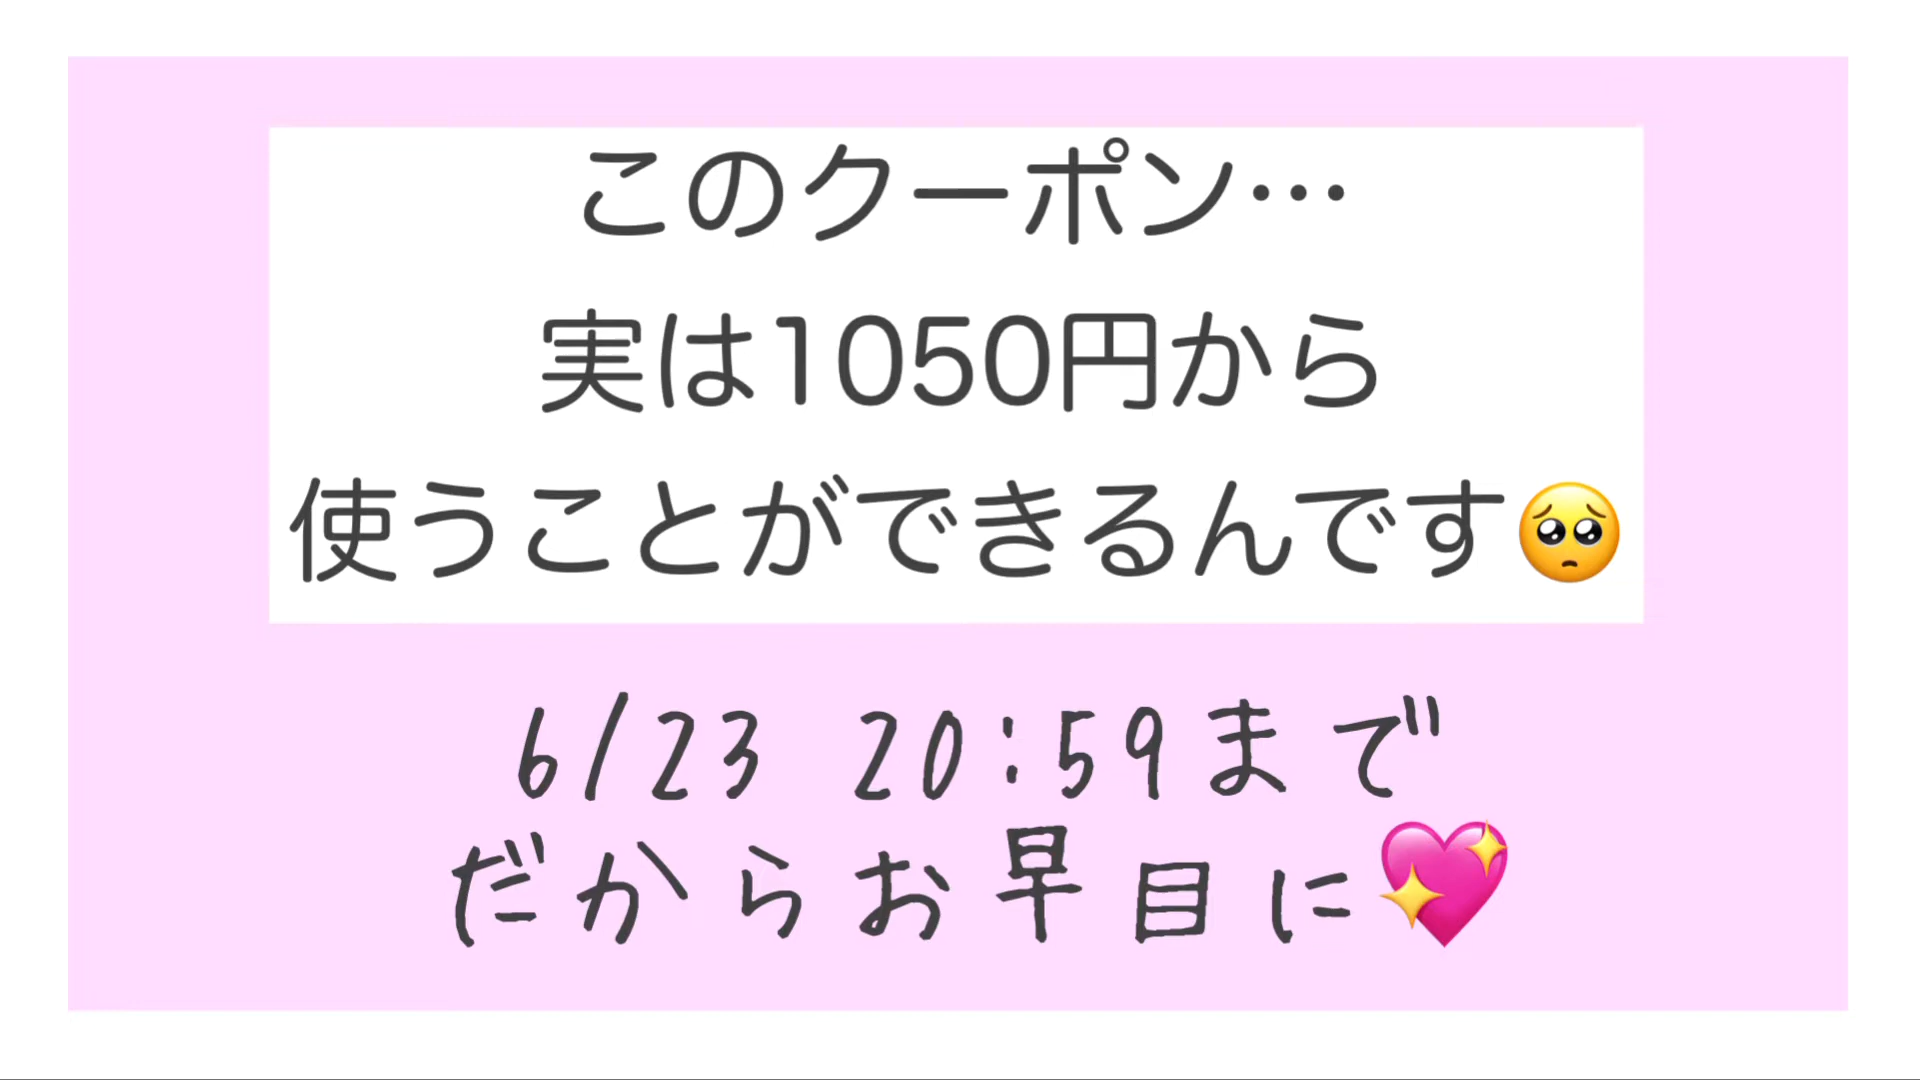 このクーポン…
実は1050円から
使うことができるんです🥺
6/23 20:59まで
だからお早目に💖